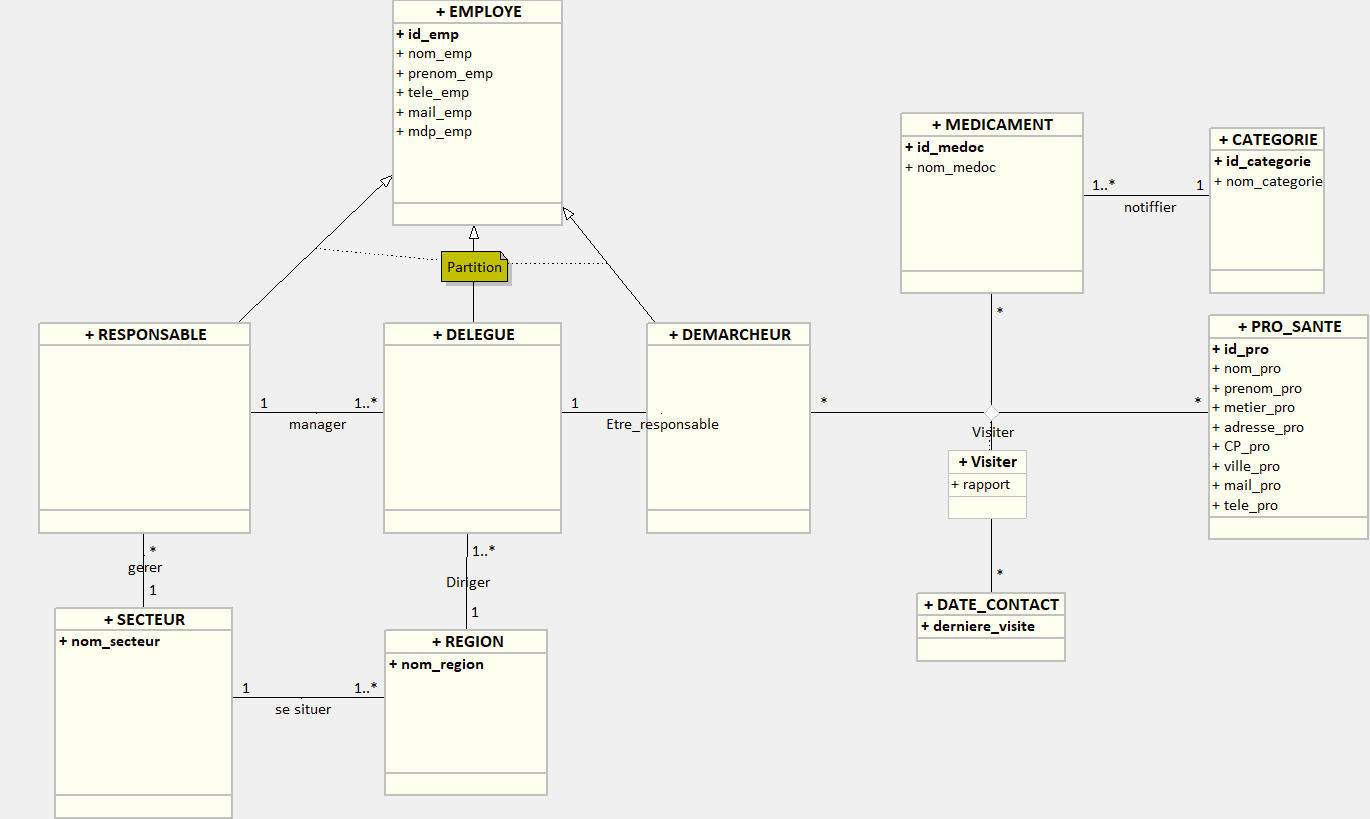 + EMPLOYE
+ id_emp
+ nom_emp
+ prenom_emp
+ tele_emp
+ mail_emp
+ mdp_emp
Partition
+ MEDICAMENT
+ id_medoc
+ nom_medoc
1..*
1
notiffier
+ CATEGORIE
+ id_categorie
+ nom_categorie
+ RESPONSABLE
1
1..*
manager
+ DELEGUE
1
Etre_responsable
+ DEMARCHEUR
*
*
*
Visiter
+ Visiter
+ rapport
*
+ PRO_SANTE
+ id_pro
+ nom_pro
+ prenom_pro
+ metier_pro
+ adresse_pro
+ CP_pro
+ ville_pro
+ mail_pro
+ tele_pro
*
gerer
1
1..*
Diriger
1
+ SECTEUR
+ nom_secteur
1
1..*
se situer
+ REGION
+ nom_region
+ DATE_CONTACT
+ derniere_visite